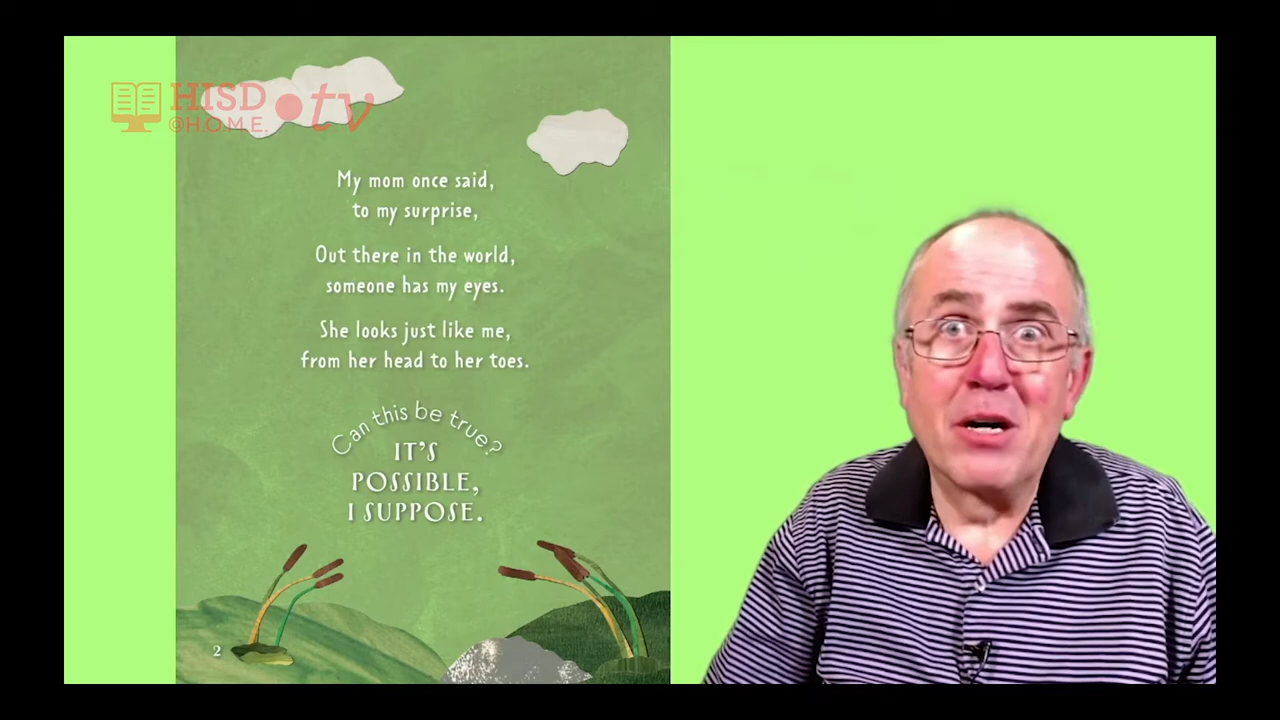 HISD
@H.O.M.E.
tv
My mom once said,
to my surprise,
Out there in the world,
someone has my eyes.
She looks just like me,
from her head to her toes.
Can this be true?
IT'S
POSSIBLE,
I SUPPOSE.
2